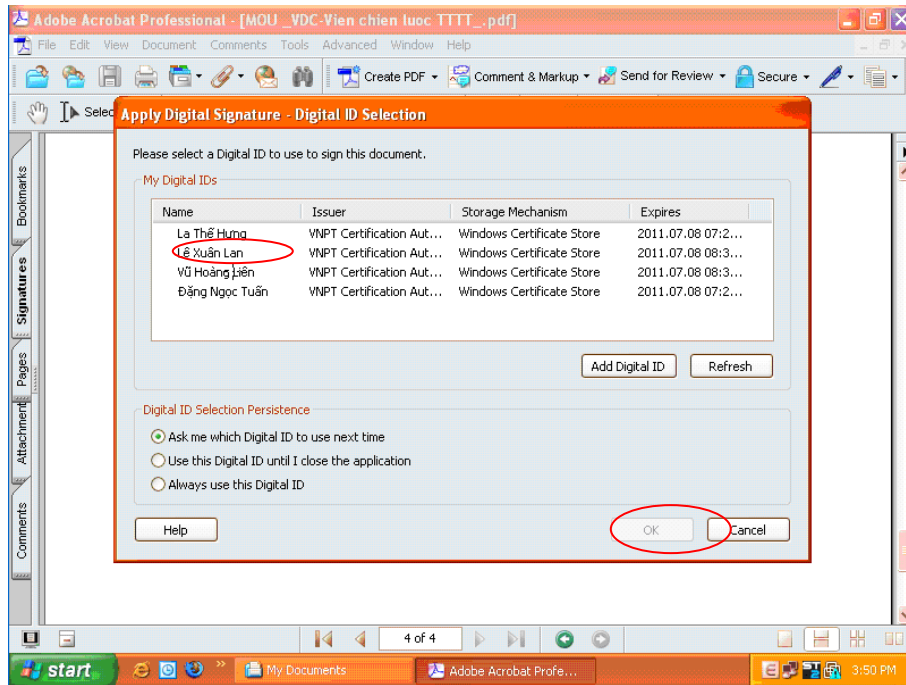 Adobe Acrobat Professional - [MOU _VDC-Vien chien luoc TTTT_.pdf]
File Edit View Document Comments Tools Advanced Window Help
Create PDF Comment & Markup Send for Review Secure
Selec
Apply Digital Signature - Digital ID Selection
Please select a Digital ID to use to sign this document.
My Digital IDs
Name Issuer Storage Mechanism Expires
La Thế Hưng VNPT Certification Aut... Windows Certificate Store 2011.07.08 07:2...
Lê Xuân Lan VNPT Certification Aut... Windows Certificate Store 2011.07.08 08:3...
Vũ Hoàng Liên VNPT Certification Aut... Windows Certificate Store 2011.07.08 08:3...
Đặng Ngọc Tuấn VNPT Certification Aut... Windows Certificate Store 2011.07.08 07:2...
Add Digital ID Refresh
Digital ID Selection Persistence
Ask me which Digital ID to use next time
Use this Digital ID until I close the application
Always use this Digital ID
Help OK Cancel
Bookmarks
Signatures
Pages
Attachment
Comments
4 of 4
start My Documents Adobe Acrobat Profe... 3:50 PM